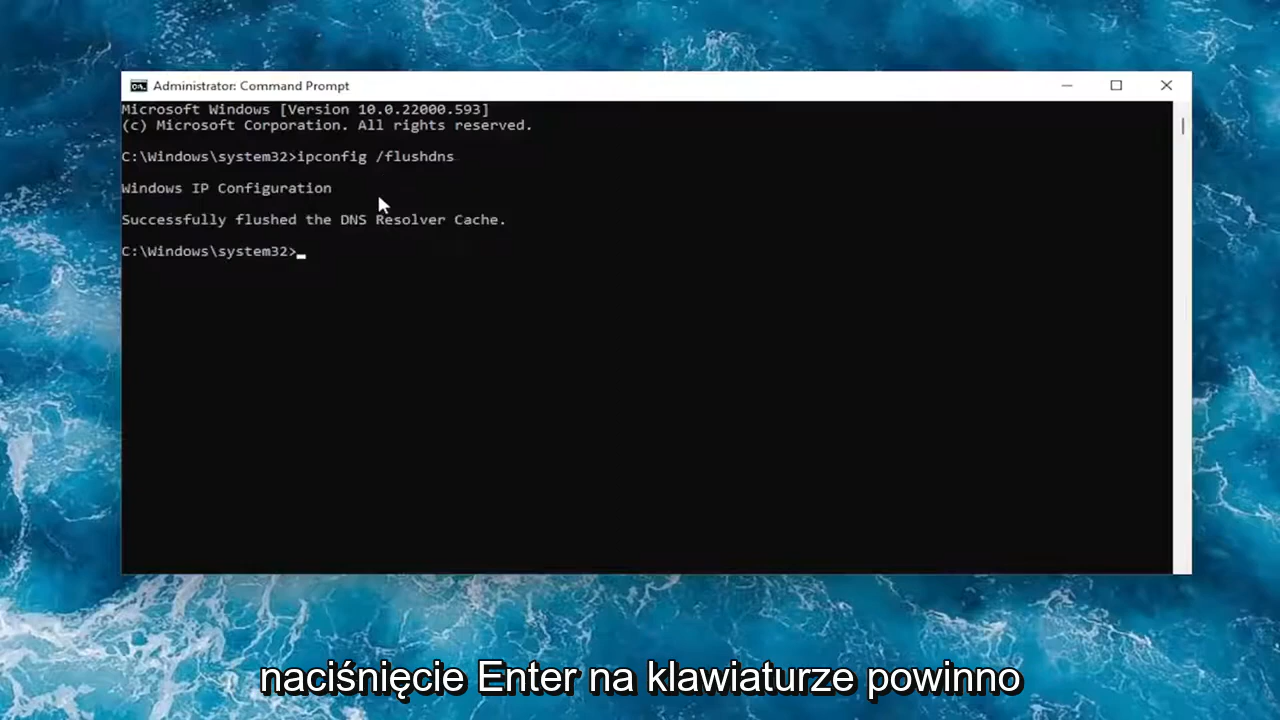 Administrator: Command Prompt
Microsoft Windows [Version 10.0.22000.593]
(c) Microsoft Corporation. All rights reserved.
C:\Windows\system32>ipconfig /flushdns
Windows IP Configuration
Successfully flushed the DNS Resolver Cache.
C:\Windows\system32>
naciśnięcie Enter na klawiaturze powinno